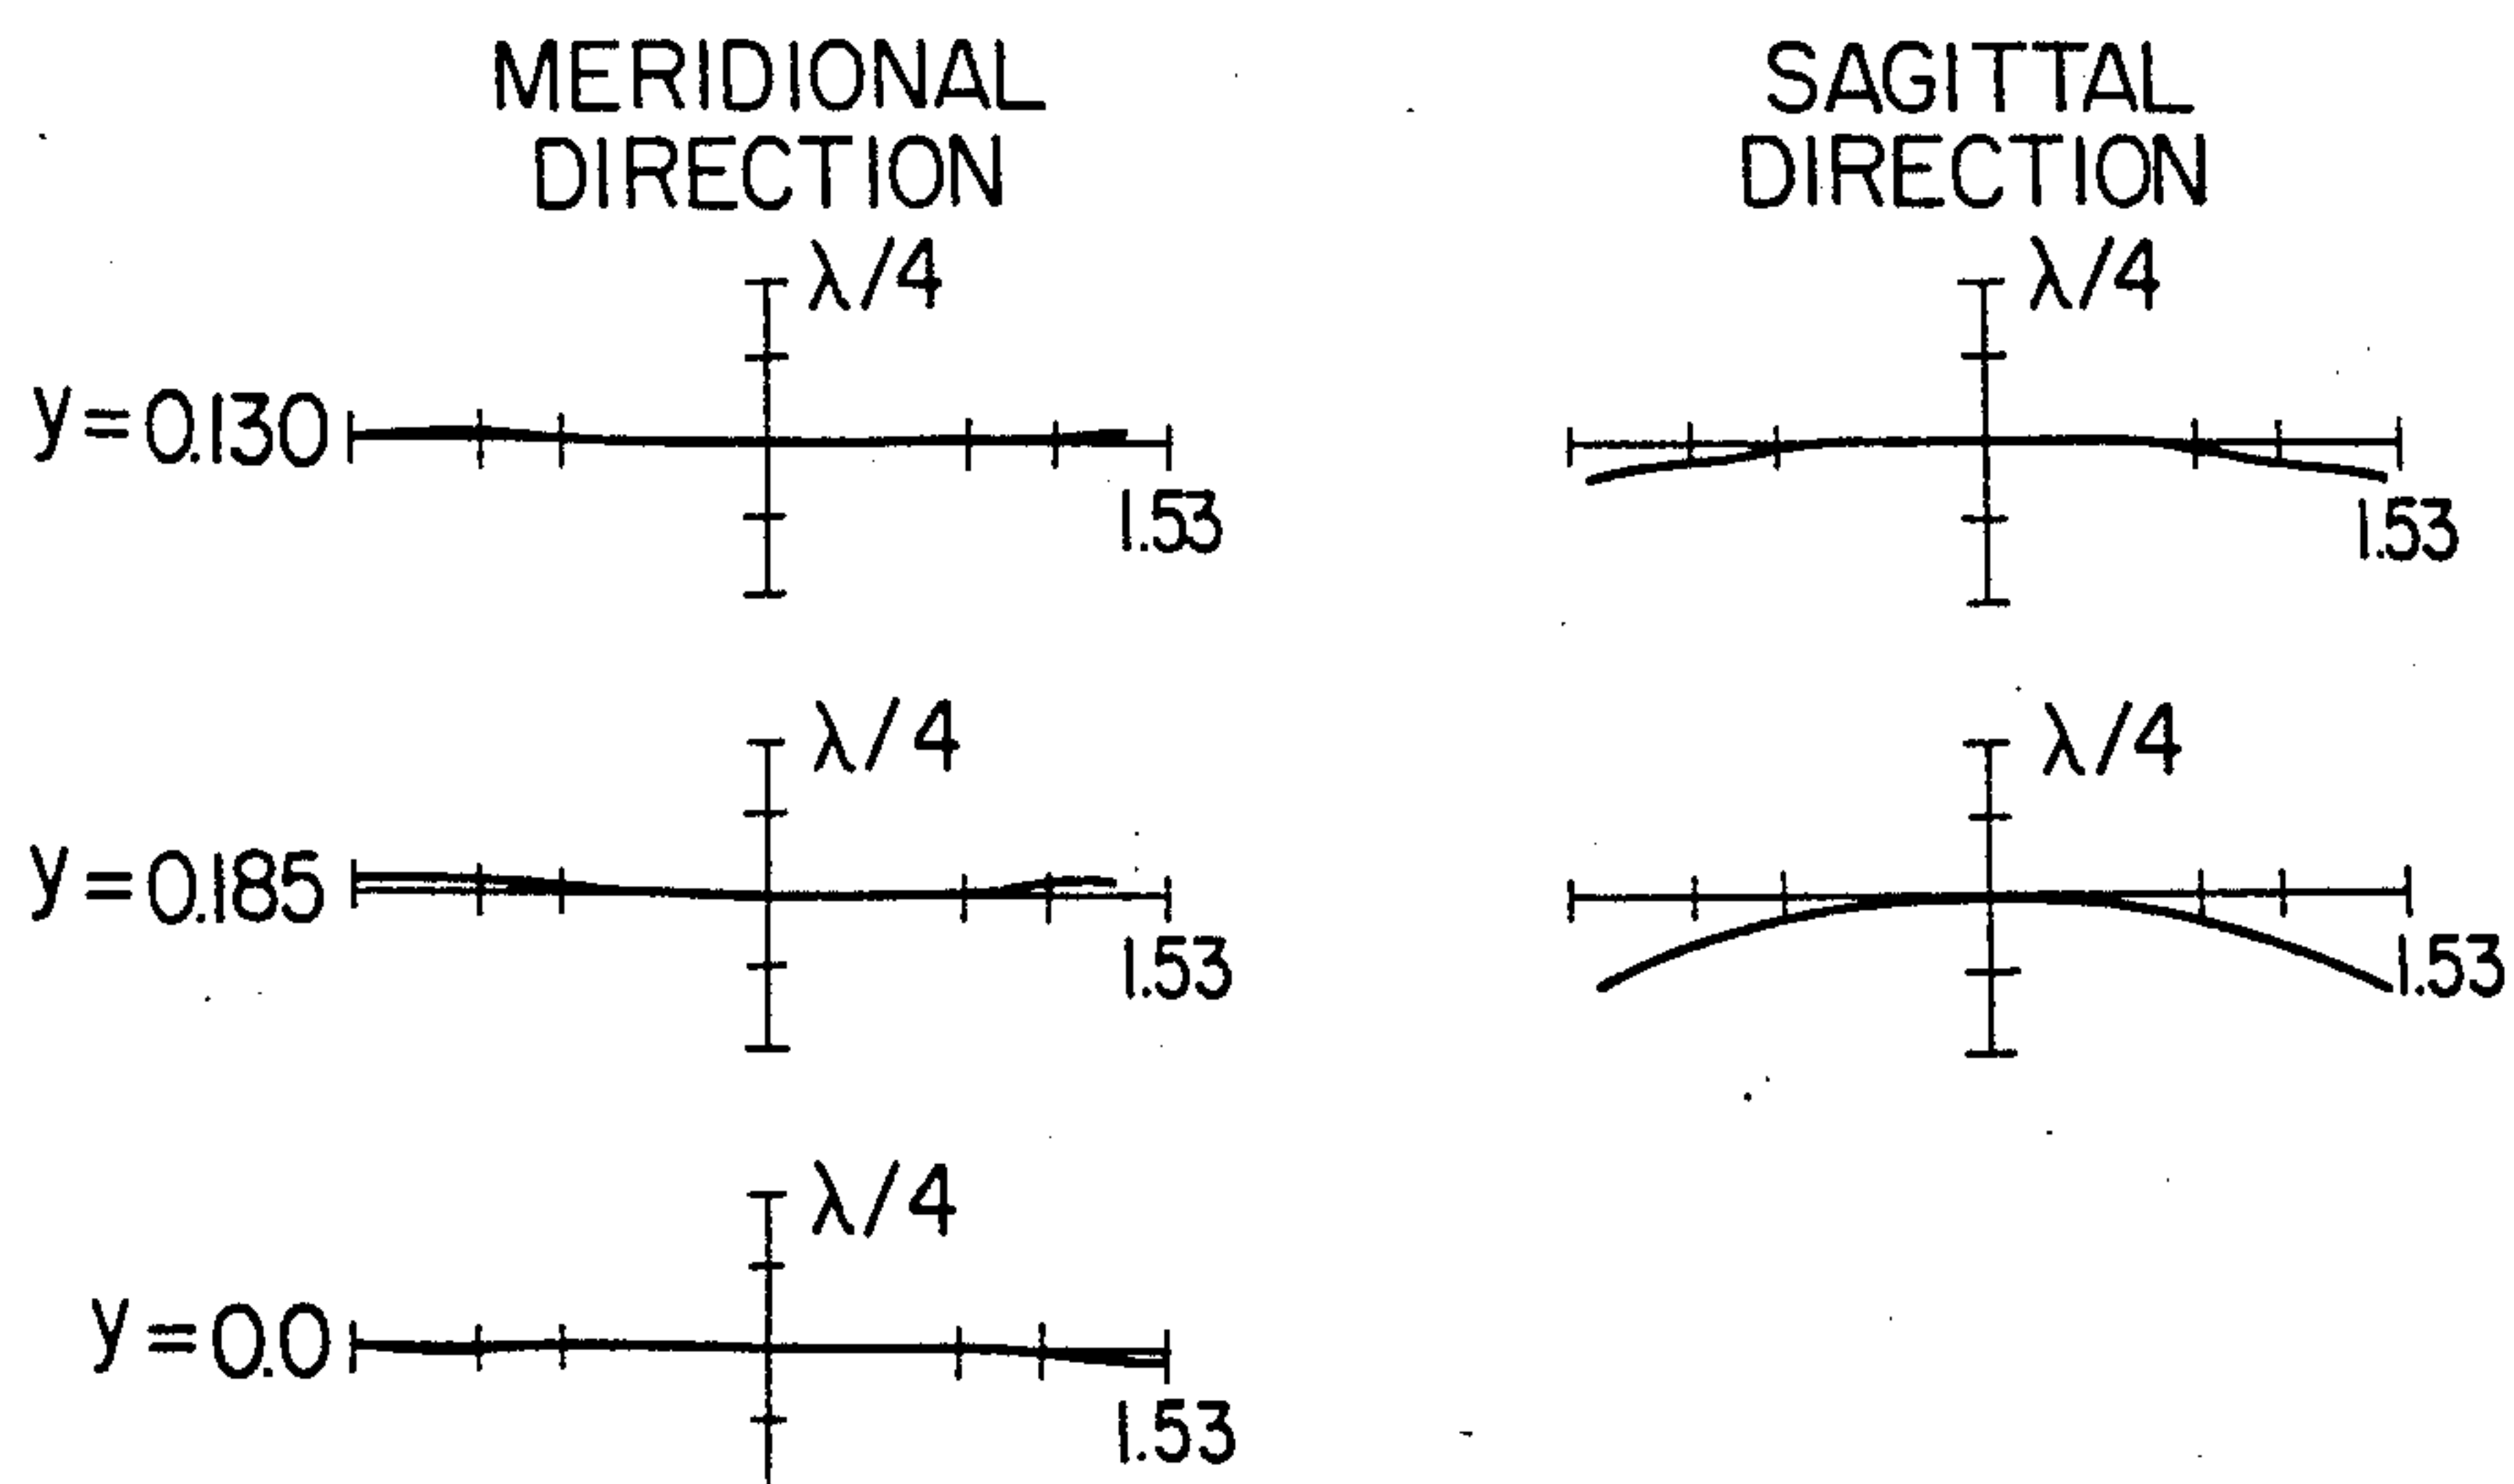 MERIDIONAL
DIRECTION
SAGITTAL
DIRECTION
λ/4
λ/4
y=0.130
1.53
1.53
λ/4
λ/4
y=0.185
1.53
1.53
λ/4
y=0.0
1.53